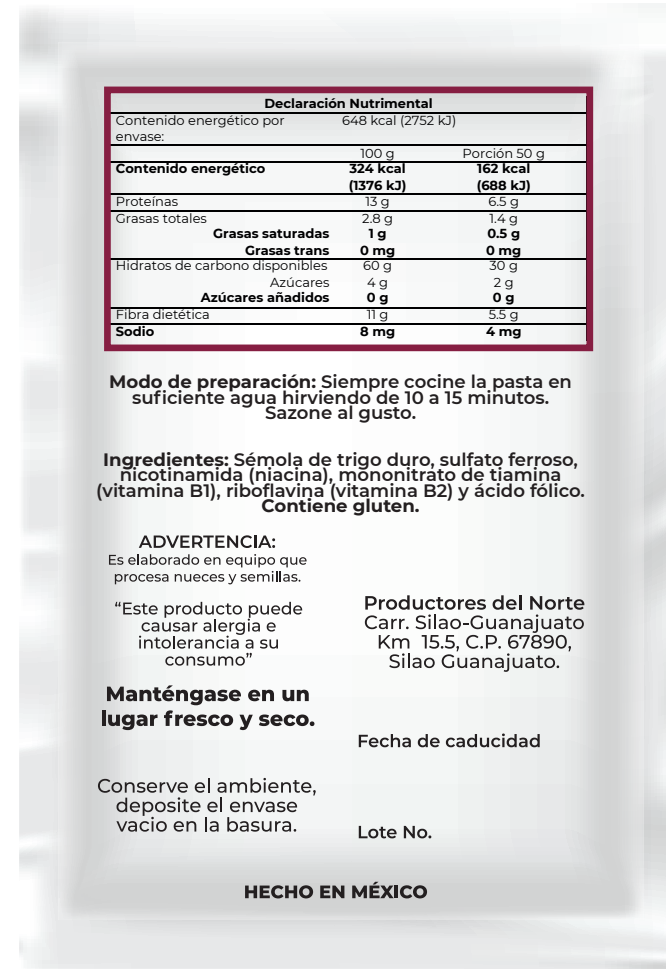 Declaración Nutrimental
Contenido energético por envase: 648 kcal (2752 kJ)
100 g Porción 50 g
Contenido energético 324 kcal (1376 kJ) 162 kcal (688 kJ)
Proteínas 13 g 6.5 g
Grasas totales 2.8 g 1.4 g
Grasas saturadas 1 g 0.5 g
Grasas trans 0 mg 0 mg
Hidratos de carbono disponibles 60 g 30 g
Azúcares 4 g 2 g
Azúcares añadidos 0 g 0 g
Fibra dietética 11 g 5.5 g
Sodio 8 mg 4 mg
Modo de preparación: Siempre cocine la pasta en
suficiente agua hirviendo de 10 a 15 minutos.
Sazone al gusto.
Ingredientes: Sémola de trigo duro, sulfato ferroso,
nicotinamida (niacina), mononitrato de tiamina
(vitamina B1), riboflavina (vitamina B2) y ácido fólico.
Contiene gluten.
ADVERTENCIA:
Es elaborado en equipo que
procesa nueces y semillas.
“Este producto puede
causar alergia e
intolerancia a su
consumo”
Manténgase en un
lugar fresco y seco.
Conserve el ambiente,
deposite el envase
vacio en la basura.
Productores del Norte
Carr. Silao-Guanajuato
Km 15.5, C.P. 67890,
Silao Guanajuato.
Fecha de caducidad
Lote No.
HECHO EN MÉXICO